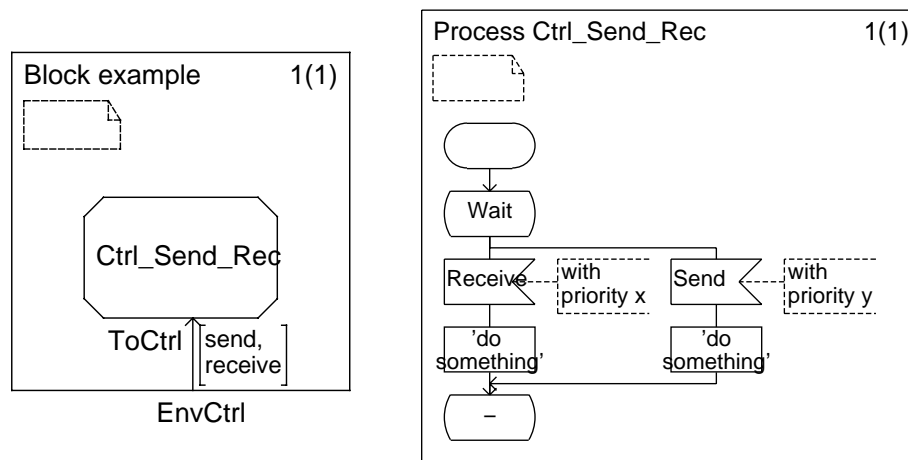 Block example 1(1)
Ctrl_Send_Rec
ToCtrl
send,
receive
EnvCtrl
Process Ctrl_Send_Rec 1(1)
Wait
Receive
with
priority x
Send
with
priority y
'do
something'
'do
something'
–